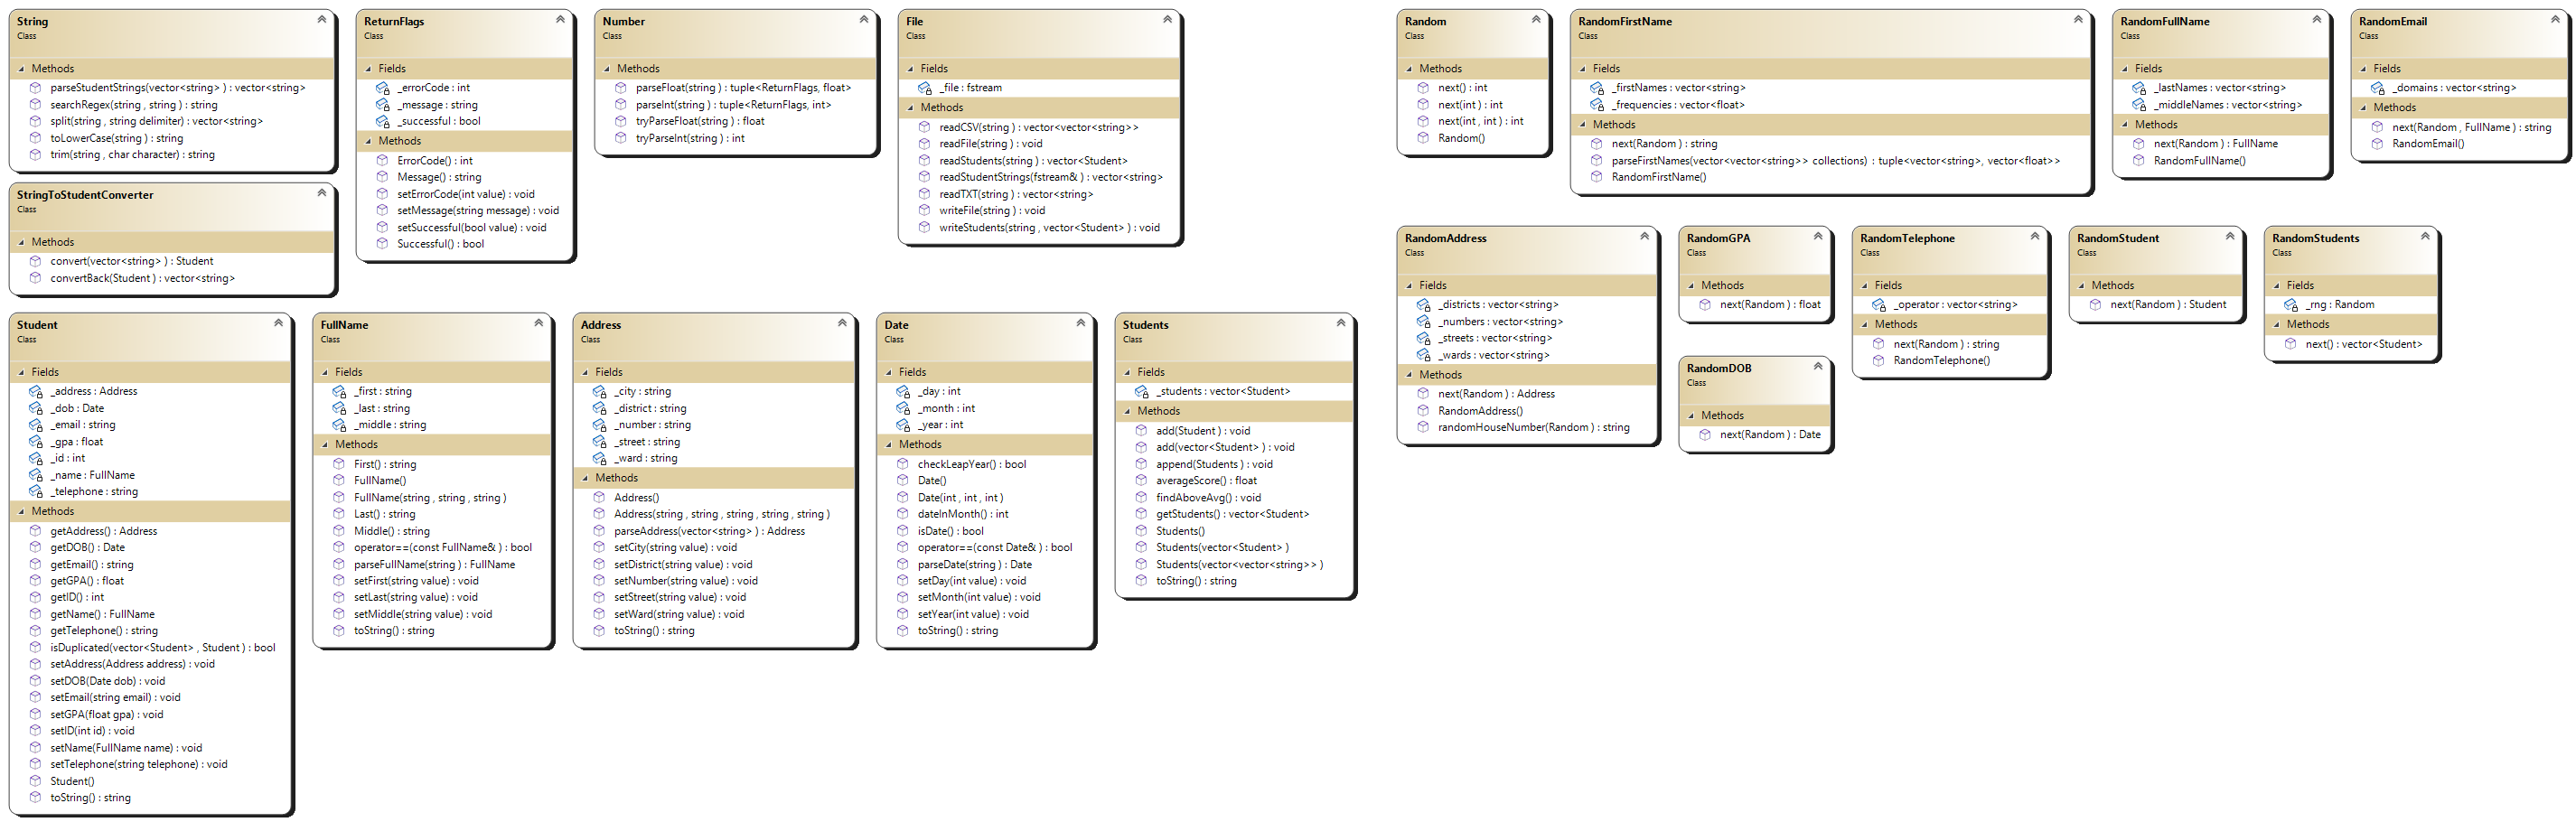 String
Class
Methods
parseStudentStrings(vector<string> ) : vector<string>
searchRegex(string , string ) : string
split(string , string delimiter) : vector<string>
toLowerCase(string ) : string
trim(string , char character) : string
StringToStudentConverter
Class
Methods
convert(vector<string> ) : Student
convertBack(Student ) : vector<string>
ReturnFlags
Class
Fields
_errorCode : int
_message : string
_successful : bool
Methods
ErrorCode() : int
Message() : string
setErrorCode(int value) : void
setMessage(string message) : void
setSuccessful(bool value) : void
Successful() : bool
Number
Class
Methods
parseFloat(string ) : tuple<ReturnFlags, float>
parseInt(string ) : tuple<ReturnFlags, int>
tryParseFloat(string ) : float
tryParseInt(string ) : int
File
Class
Fields
_file : fstream
Methods
readCSV(string ) : vector<vector<string>>
readFile(string ) : void
readStudents(string ) : vector<Student>
readStudentStrings(fstream& ) : vector<string>
readTXT(string ) : vector<string>
writeFile(string ) : void
writeStudents(string , vector<Student> ) : void
Student
Class
Fields
_address : Address
_dob : Date
_email : string
_gpa : float
_id : int
_name : FullName
_telephone : string
Methods
getAddress() : Address
getDOB() : Date
getEmail() : string
getGPA() : float
getID() : int
getName() : FullName
getTelephone() : string
isDuplicated(vector<Student> , Student ) : bool
setAddress(Address address) : void
setDOB(Date dob) : void
setEmail(string email) : void
setGPA(float gpa) : void
setID(int id) : void
setName(FullName name) : void
setTelephone(string telephone) : void
Student()
toString() : string
FullName
Class
Fields
_first : string
_last : string
_middle : string
Methods
First() : string
FullName()
FullName(string , string , string )
Last() : string
Middle() : string
operator==(const FullName& ) : bool
parseFullName(string ) : FullName
setFirst(string value) : void
setLast(string value) : void
setMiddle(string value) : void
toString() : string
Address
Class
Fields
_city : string
_district : string
_number : string
_street : string
_ward : string
Methods
Address()
Address(string , string , string , string , string )
parseAddress(vector<string> ) : Address
setCity(string value) : void
setDistrict(string value) : void
setNumber(string value) : void
setStreet(string value) : void
setWard(string value) : void
toString() : string
Date
Class
Fields
_day : int
_month : int
_year : int
Methods
checkLeapYear() : bool
Date()
Date(int , int , int )
dateInMonth() : int
isDate() : bool
operator==(const Date& ) : bool
parseDate(string ) : Date
setDay(int value) : void
setMonth(int value) : void
setYear(int value) : void
toString() : string
Students
Class
Fields
_students : vector<Student>
Methods
add(Student ) : void
add(vector<Student> ) : void
append(Students ) : void
averageScore() : float
findAboveAvg() : void
getStudents() : vector<Student>
Students()
Students(vector<Student> )
Students(vector<vector<string>> )
toString() : string
Random
Class
Methods
next() : int
next(int ) : int
next(int , int ) : int
Random()
RandomFirstName
Class
Fields
_firstNames : vector<string>
_frequencies : vector<float>
Methods
next(Random ) : string
parseFirstNames(vector<vector<string>> collections) : tuple<vector<string>, vector<float>>
RandomFirstName()
RandomFullName
Class
Fields
_lastNames : vector<string>
_middleNames : vector<string>
Methods
next(Random ) : FullName
RandomFullName()
RandomEmail
Class
Fields
_domains : vector<string>
Methods
next(Random , FullName ) : string
RandomEmail()
RandomAddress
Class
Fields
_districts : vector<string>
_numbers : vector<string>
_streets : vector<string>
_wards : vector<string>
Methods
next(Random ) : Address
RandomAddress()
randomHouseNumber(Random ) : string
RandomGPA
Class
Methods
next(Random ) : float
RandomDOB
Class
Methods
next(Random ) : Date
RandomTelephone
Class
Fields
_operator : vector<string>
Methods
next(Random ) : string
RandomTelephone()
RandomStudent
Class
Methods
next(Random ) : Student
RandomStudents
Class
Fields
_rng : Random
Methods
next() : vector<Student>